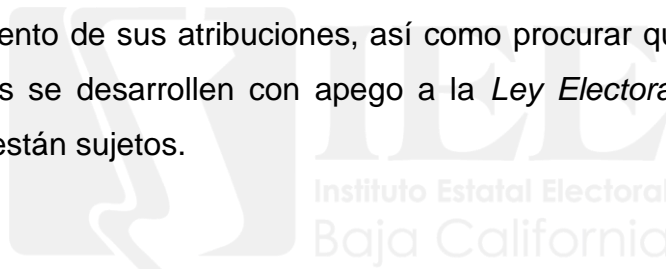 ento de sus atribuciones, así como procurar qu
s se desarrollen con apego a la Ley Electora
están sujetos.
IEE
Instituto Estatal Electoral
Baja California